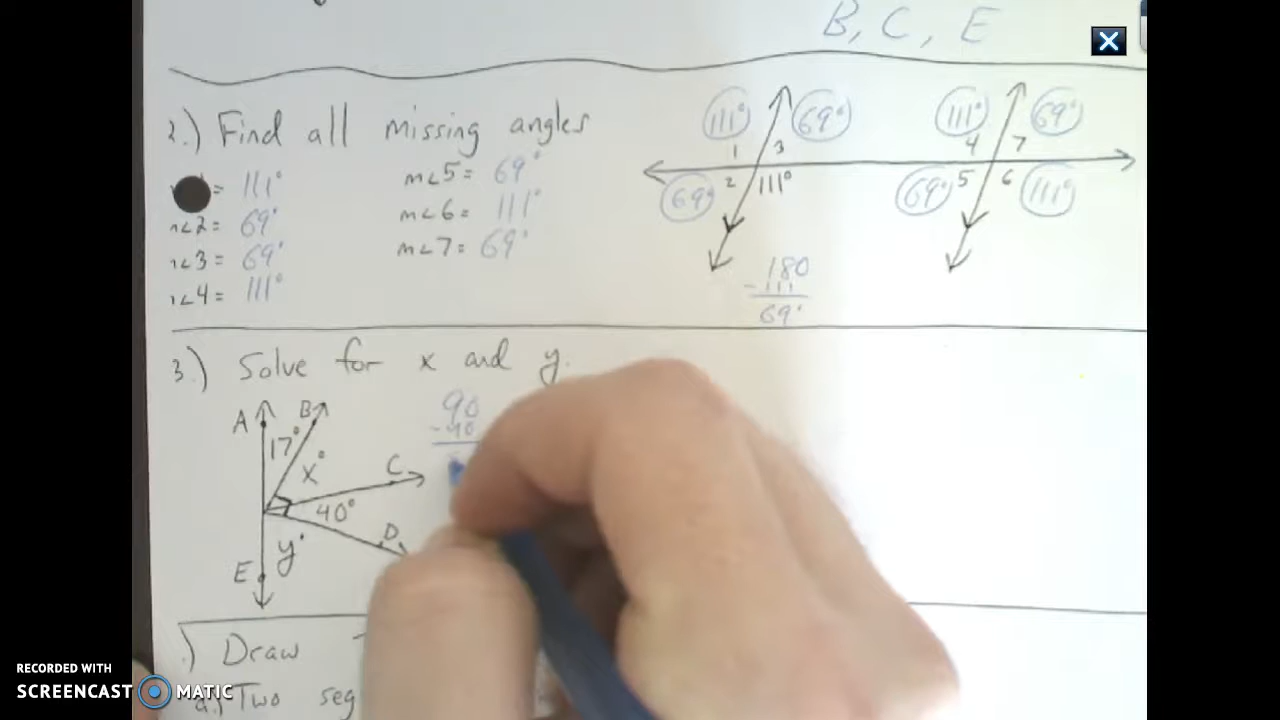 B, C, E
2.) Find all missing angles
= 111°
m<2 = 69°
m<3 = 69°
m<4 = 111°
m<5 = 69°
m<6 = 111°
m<7 = 69°
111° 69° 111° 69°
1 3 4 7
69° 2 111° 69° 5 6 111°
180
- 111
69°
3.) Solve for x and y.
A B
17°
x°
C
40°
D
y°
E
90
- 40
.) Draw
a.) Two seg
RECORDED WITH
SCREENCAST MATIC